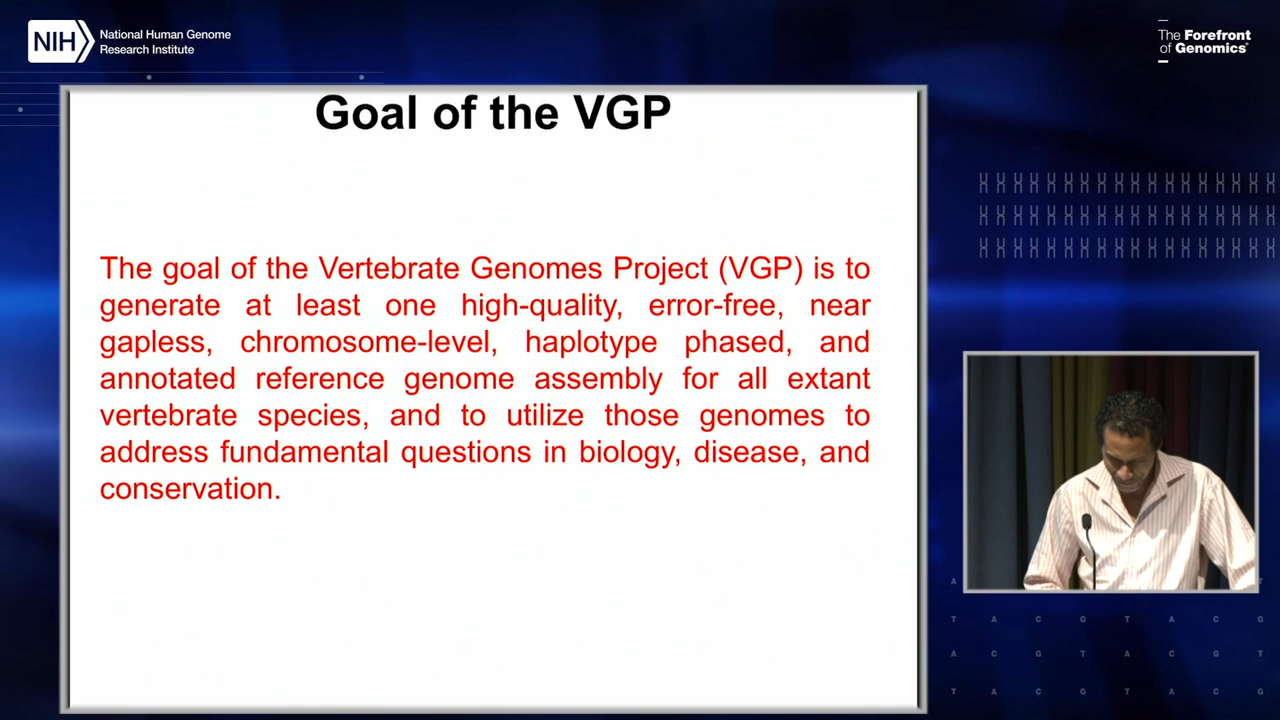 NIH
National Human Genome
Research Institute
The Forefront
of Genomics®
Goal of the VGP
The goal of the Vertebrate Genomes Project (VGP) is to
generate at least one high-quality, error-free, near
gapless, chromosome-level, haplotype phased, and
annotated reference genome assembly for all extant
vertebrate species, and to utilize those genomes to
address fundamental questions in biology, disease, and
conservation.
A T
T A C G T A C G
A C G T A C G T
T A C G T A C G